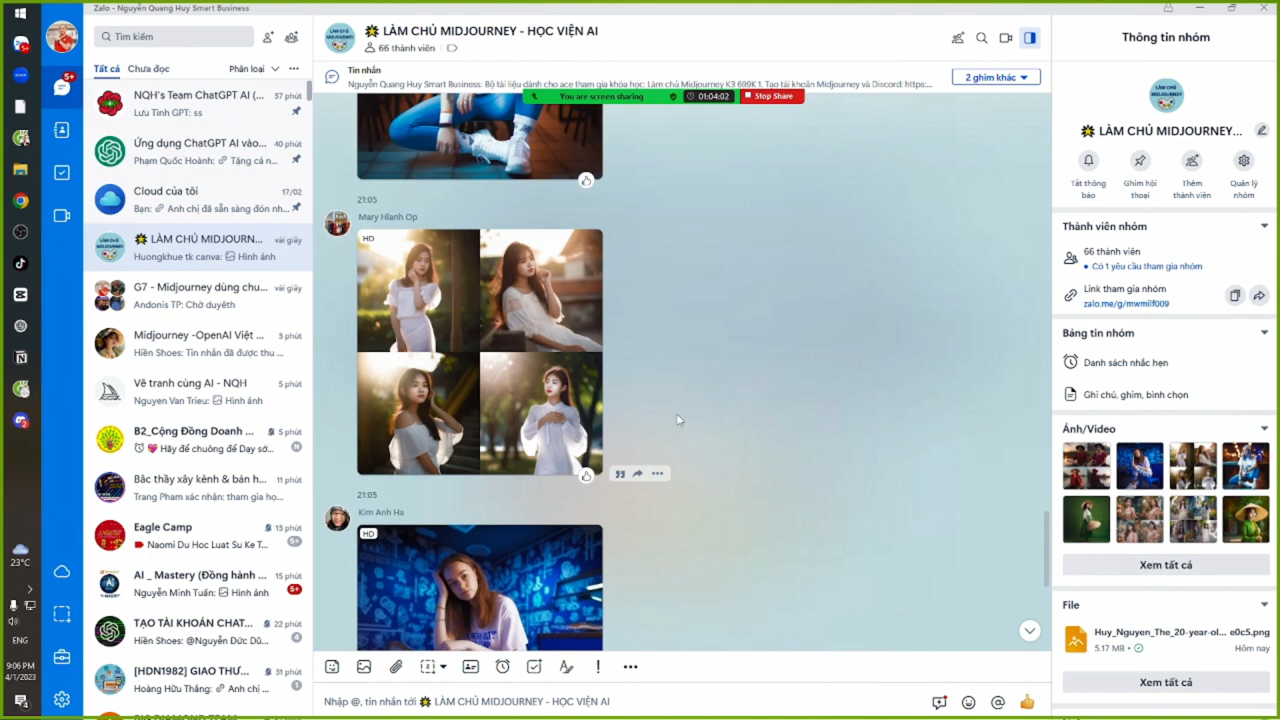 Zalo - Nguyễn Quang Huy Smart Business
Tìm kiếm
Tất cả
Chưa đọc
Phân loại
5+
NQH's Team ChatGPT AI (...
37 phút
Lưu Tình GPT: ss
Ứng dụng ChatGPT AI vào...
40 phút
Phạm Quốc Hoành: Tặng cả n...
Cloud của tôi
17/02
Bạn: Anh chị đã sẵn sàng đón nh...
LÀM CHỦ MIDJOURN...
vài giây
Huongkhue tk canva: Hình ảnh
G7 - Midjourney dùng chu...
vài giây
Andonis TP: Chờ duyệth
Midjourney -OpenAI Việt ...
3 phút
Hiền Shoes: Tin nhắn đã được thu ...
Vẽ tranh cùng AI - NQH
5 phút
Nguyen Van Trieu: Hình ảnh
B2_Cộng Đồng Doanh ...
5 phút
Hãy để chuông để Dạy sớ...
N
Bậc thầy xây kênh & bán h...
11 phút
Trang Phạm xác nhận: tham gia họ...
Eagle Camp
13 phút
Naomi Du Hoc Luat Su Ke T...
5+
AI _ Mastery (Đồng hành ...
15 phút
Nguyễn Minh Tuấn: Hình ảnh
5+
TẠO TÀI KHOẢN CHAT...
22 phút
Hiền Shoes: @Nguyễn Đức Dũ...
4
[HDN1982] GIAO THƯ...
31 phút
Hoàng Hữu Thắng: Anh chị ...
1
23°C
ENG
9:06 PM
4/1/2023
LÀM CHỦ MIDJOURNEY - HỌC VIỆN AI
66 thành viên
Tin nhắn
Nguyễn Quang Huy Smart Business: Bộ tài liệu dành cho ace tham gia khóa học: Làm chủ Midjourney K3 699K 1. Tạo tài khoản Midjourney và Discord: https:...
2 ghim khác
You are screen sharing
01:04:02
Stop Share
21:05
Mary Hlanh Op
HD
21:05
Kim Anh Ha
HD
Nhập @, tin nhắn tới LÀM CHỦ MIDJOURNEY - HỌC VIỆN AI
Thông tin nhóm
LÀM CHỦ MIDJOURNEY...
Tắt thông báo
Ghim hội thoại
Thêm thành viên
Quản lý nhóm
Thành viên nhóm
66 thành viên
Có 1 yêu cầu tham gia nhóm
Link tham gia nhóm
zalo.me/g/mwmilf009
Bảng tin nhóm
Danh sách nhắc hẹn
Ghi chú, ghim, bình chọn
Ảnh/Video
Xem tất cả
File
Huy_Nguyen_The_20-year-ol... e0c5.png
5.17 MB
Hôm nay
Xem tất cả